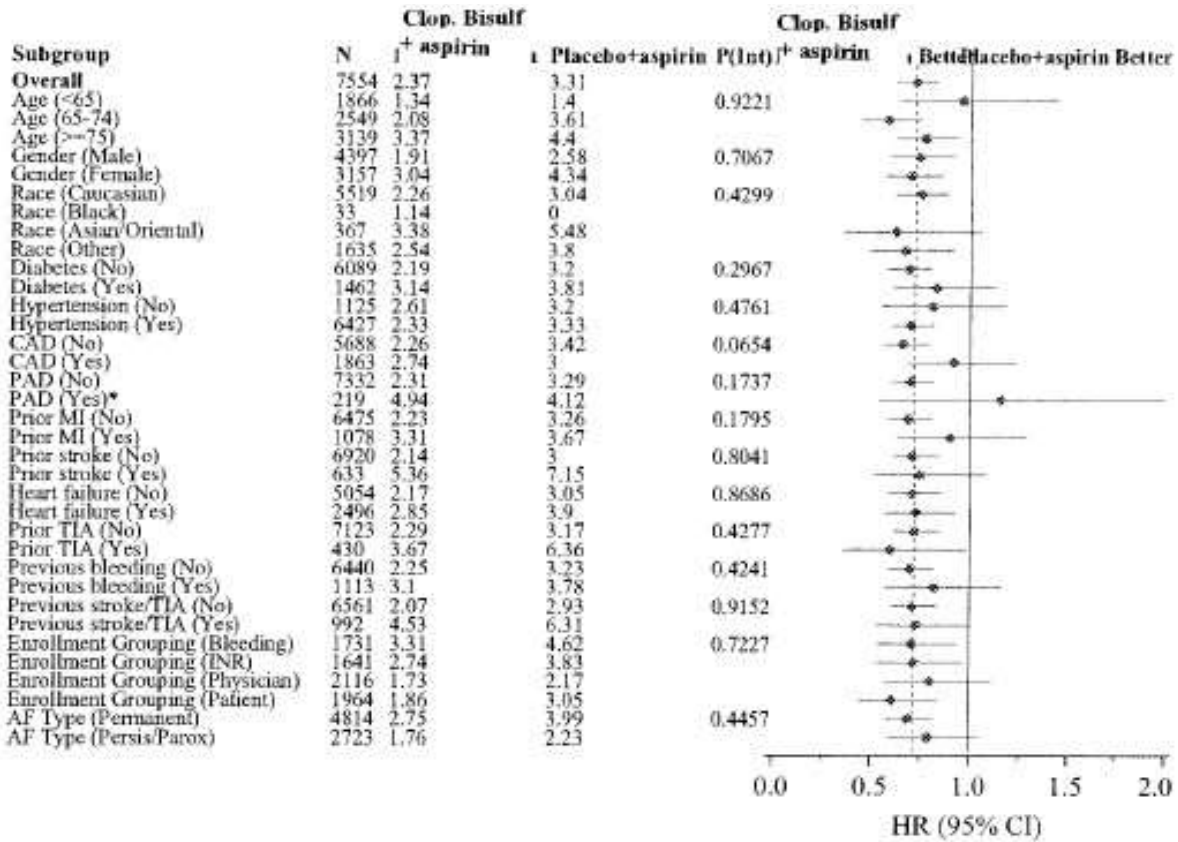 Clop. Bisulf Clop. Bisulf
Subgroup N + aspirin Placebo+aspirin P(Int) + aspirin Better Placebo+aspirin Better
Overall 7554 2.37 3.31
Age (<65) 1866 1.34 1.4 0.9221
Age (65-74) 2549 2.08 3.61
Age (>=75) 3139 3.37 4.4
Gender (Male) 4397 1.91 2.58 0.7067
Gender (Female) 3157 3.04 4.34
Race (Caucasian) 5519 2.26 3.04 0.4299
Race (Black) 33 1.14 0
Race (Asian/Oriental) 367 3.38 5.48
Race (Other) 1635 2.54 3.8
Diabetes (No) 6089 2.19 3.2 0.2967
Diabetes (Yes) 1462 3.14 3.81
Hypertension (No) 1125 2.61 3.2 0.4761
Hypertension (Yes) 6427 2.33 3.33
CAD (No) 5688 2.26 3.42 0.0654
CAD (Yes) 1863 2.74 3
PAD (No) 7332 2.31 3.29 0.1737
PAD (Yes)* 219 4.94 4.12
Prior MI (No) 6475 2.23 3.26 0.1795
Prior MI (Yes) 1078 3.31 3.67
Prior stroke (No) 6920 2.14 3 0.8041
Prior stroke (Yes) 633 5.36 7.15
Heart failure (No) 5054 2.17 3.05 0.8686
Heart failure (Yes) 2496 2.85 3.9
Prior TIA (No) 7123 2.29 3.17 0.4277
Prior TIA (Yes) 430 3.67 6.36
Previous bleeding (No) 6440 2.25 3.23 0.4241
Previous bleeding (Yes) 1113 3.1 3.78
Previous stroke/TIA (No) 6561 2.07 2.93 0.9152
Previous stroke/TIA (Yes) 992 4.53 6.31
Enrollment Grouping (Bleeding) 1731 3.31 4.62 0.7227
Enrollment Grouping (INR) 1641 2.74 3.83
Enrollment Grouping (Physician) 2116 1.73 2.17
Enrollment Grouping (Patient) 1964 1.86 3.05
AF Type (Permanent) 4814 2.75 3.99 0.4457
AF Type (Persis/Parox) 2723 1.76 2.23
0.0 0.5 1.0 1.5 2.0
HR (95% CI)